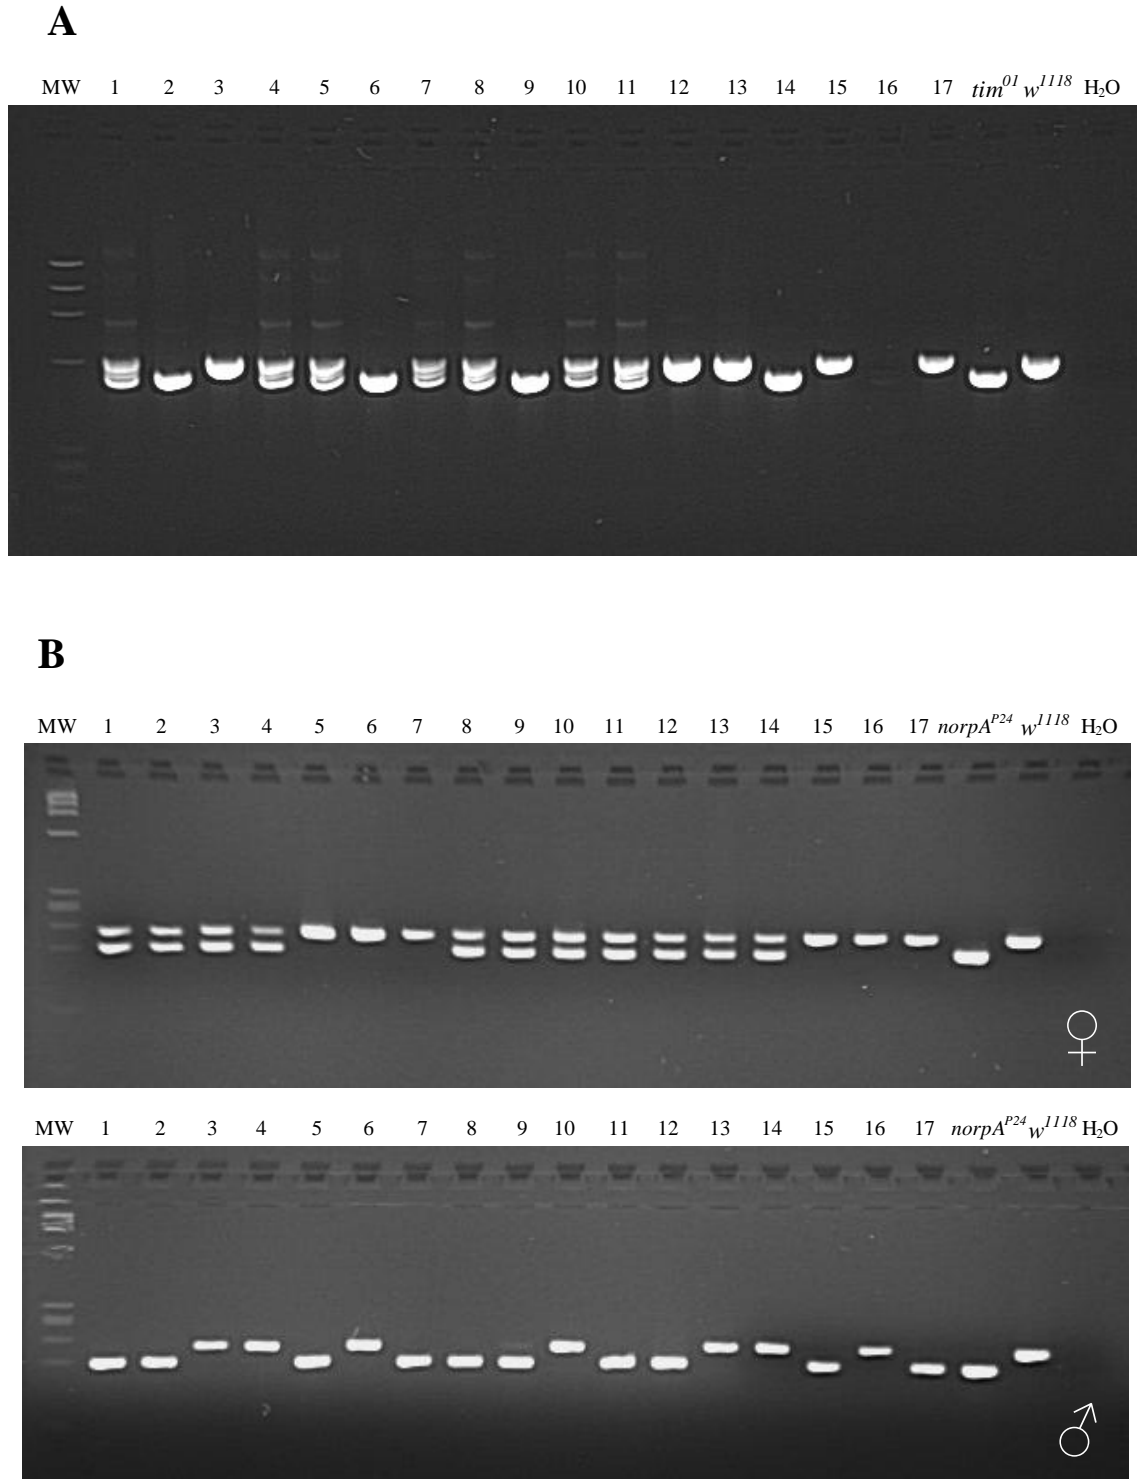 A
MW 1 2 3 4 5 6 7 8 9 10 11 12 13 14 15 16 17 tim⁰¹ w¹¹¹⁸ H₂O
B
MW 1 2 3 4 5 6 7 8 9 10 11 12 13 14 15 16 17 norpAᴾ²⁴ w¹¹¹⁸ H₂O
♀
MW 1 2 3 4 5 6 7 8 9 10 11 12 13 14 15 16 17 norpAᴾ²⁴ w¹¹¹⁸ H₂O
♂